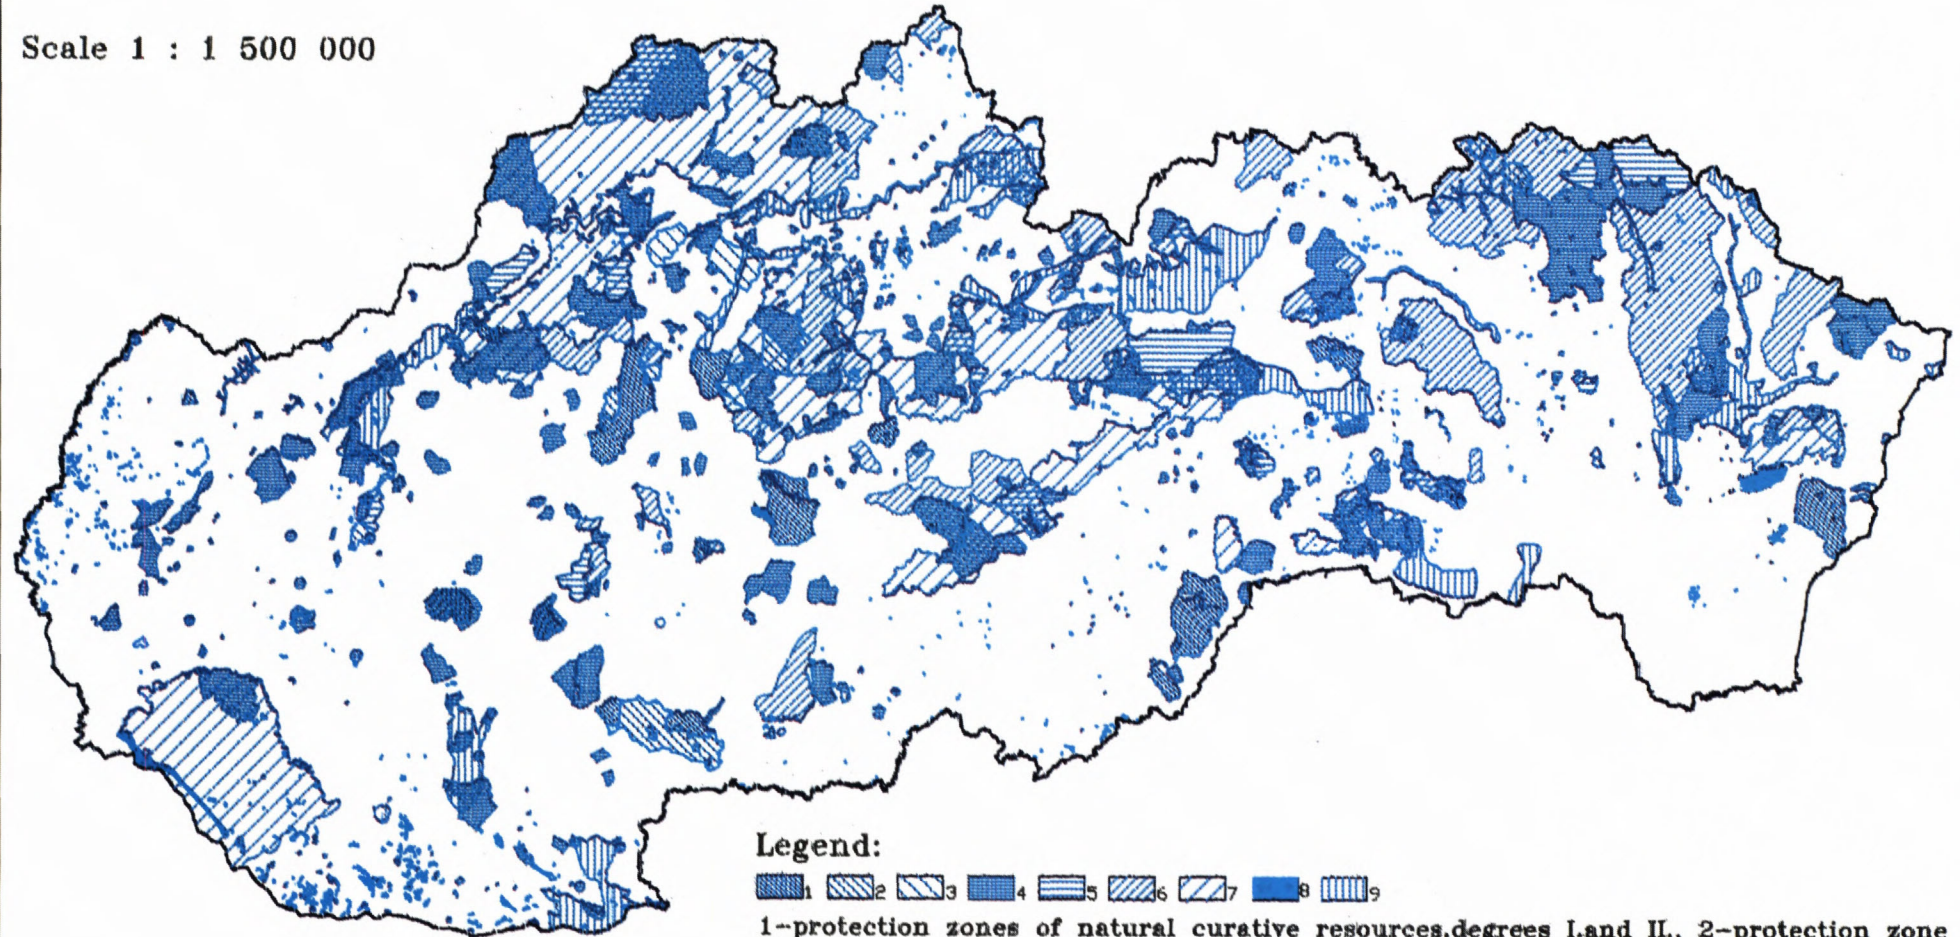 Scale 1 : 1 500 000
Legend:
1 2 3 4 5 6 7 8 9
1-protection zones of natural curative resources,degrees I.and II., 2-protection zone